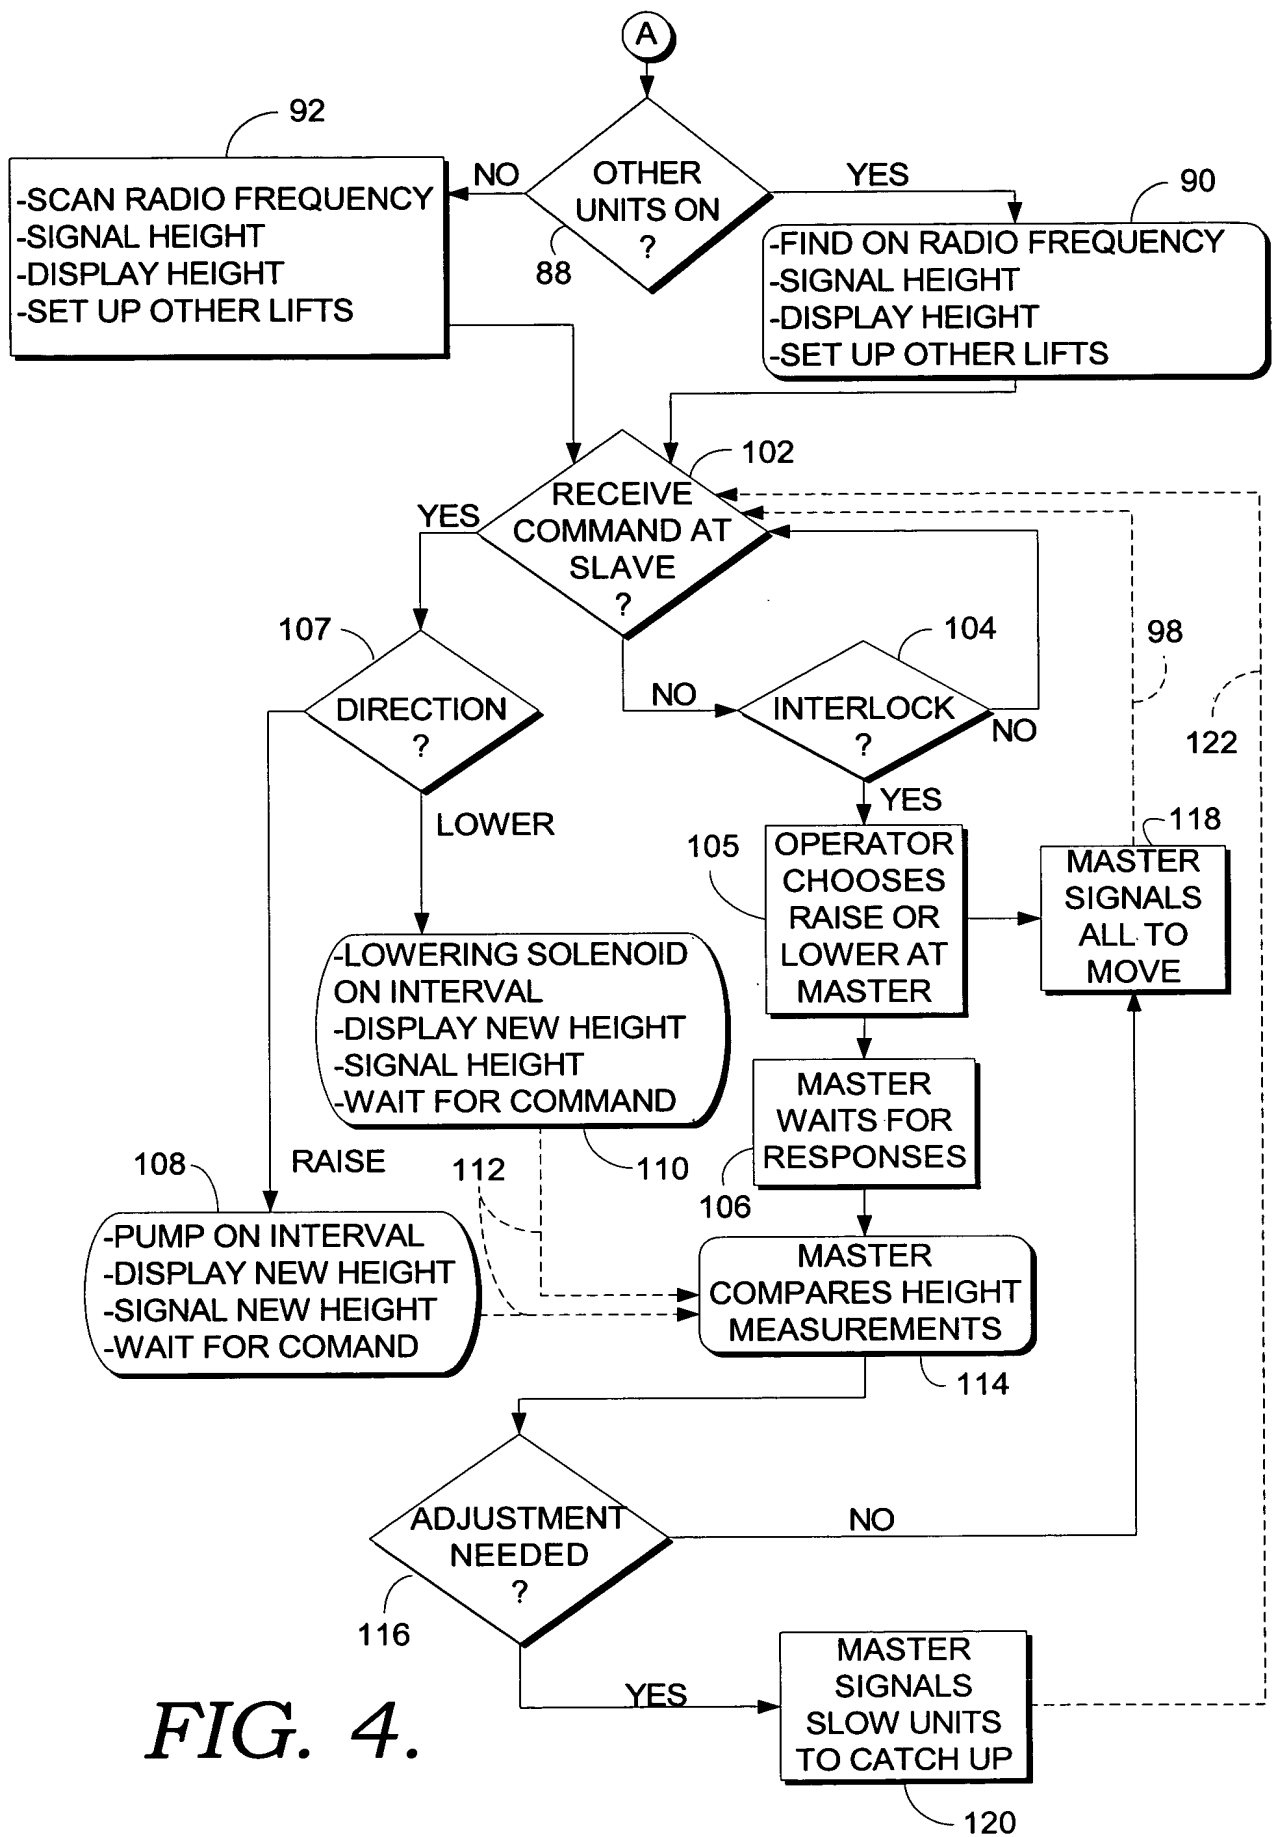 A
92
NO
OTHER
UNITS ON
?
88
YES
90
-SCAN RADIO FREQUENCY
-SIGNAL HEIGHT
-DISPLAY HEIGHT
-SET UP OTHER LIFTS
-FIND ON RADIO FREQUENCY
-SIGNAL HEIGHT
-DISPLAY HEIGHT
-SET UP OTHER LIFTS
102
RECEIVE
COMMAND AT
SLAVE
?
YES
107
DIRECTION
?
NO
104
INTERLOCK
?
NO
98
122
YES
LOWER
105
OPERATOR
CHOOSES
RAISE OR
LOWER AT
MASTER
118
MASTER
SIGNALS
ALL TO
MOVE
-LOWERING SOLENOID
ON INTERVAL
-DISPLAY NEW HEIGHT
-SIGNAL HEIGHT
-WAIT FOR COMMAND
110
MASTER
WAITS FOR
RESPONSES
106
RAISE
108
112
-PUMP ON INTERVAL
-DISPLAY NEW HEIGHT
-SIGNAL NEW HEIGHT
-WAIT FOR COMAND
MASTER
COMPARES HEIGHT
MEASUREMENTS
114
ADJUSTMENT
NEEDED
?
116
NO
YES
MASTER
SIGNALS
SLOW UNITS
TO CATCH UP
120
FIG. 4.